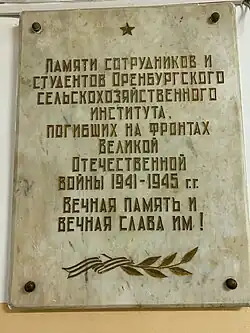 Памяти сотрудников и
студентов Оренбургского
сельскохозяйственного
института,
погибших на фронтах
Великой
Отечественной
войны 1941-1945 г.г.
Вечная память и
вечная слава им!